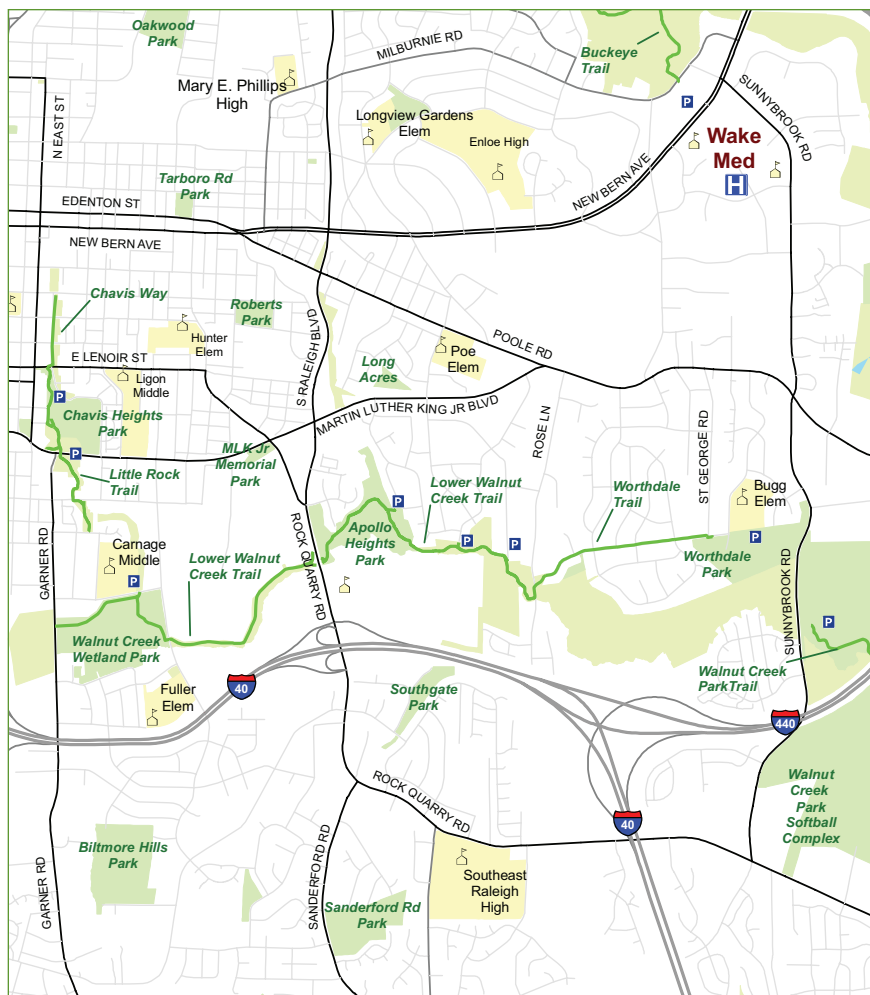 Oakwood
Park
MILBURNIE RD
Buckeye
Trail
SUNNYBROOK RD
Mary E. Phillips
High
N EAST ST
Longview Gardens
Elem
Enloe High
P
Wake
Med
H
Tarboro Rd
Park
EDENTON ST
NEW BERN AVE
NEW BERN AVE
Chavis Way
Roberts
Park
Hunter
Elem
S RALEIGH BLVD
POOLE RD
Poe
Elem
E LENOIR ST
Long
Acres
Ligon
Middle
P
Chavis Heights
Park
MARTIN LUTHER KING JR BLVD
ROSE LN
ST GEORGE RD
P
MLK Jr
Memorial
Park
Little Rock
Trail
Lower Walnut
Creek Trail
Worthdale
Trail
Bugg
Elem
P
GARNER RD
ROCK QUARRY RD
Apollo
Heights
Park
P
P
P
Carnage
Middle
P
Lower Walnut
Creek Trail
Worthdale
Park
SUNNYBROOK RD
P
Walnut Creek
Wetland Park
Walnut Creek
ParkTrail
Fuller
Elem
40
Southgate
Park
440
ROCK QUARRY RD
Walnut
Creek
Park
Softball
Complex
40
Biltmore Hills
Park
SANDERFORD RD
GARNER RD
Southeast
Raleigh
High
Sanderford Rd
Park